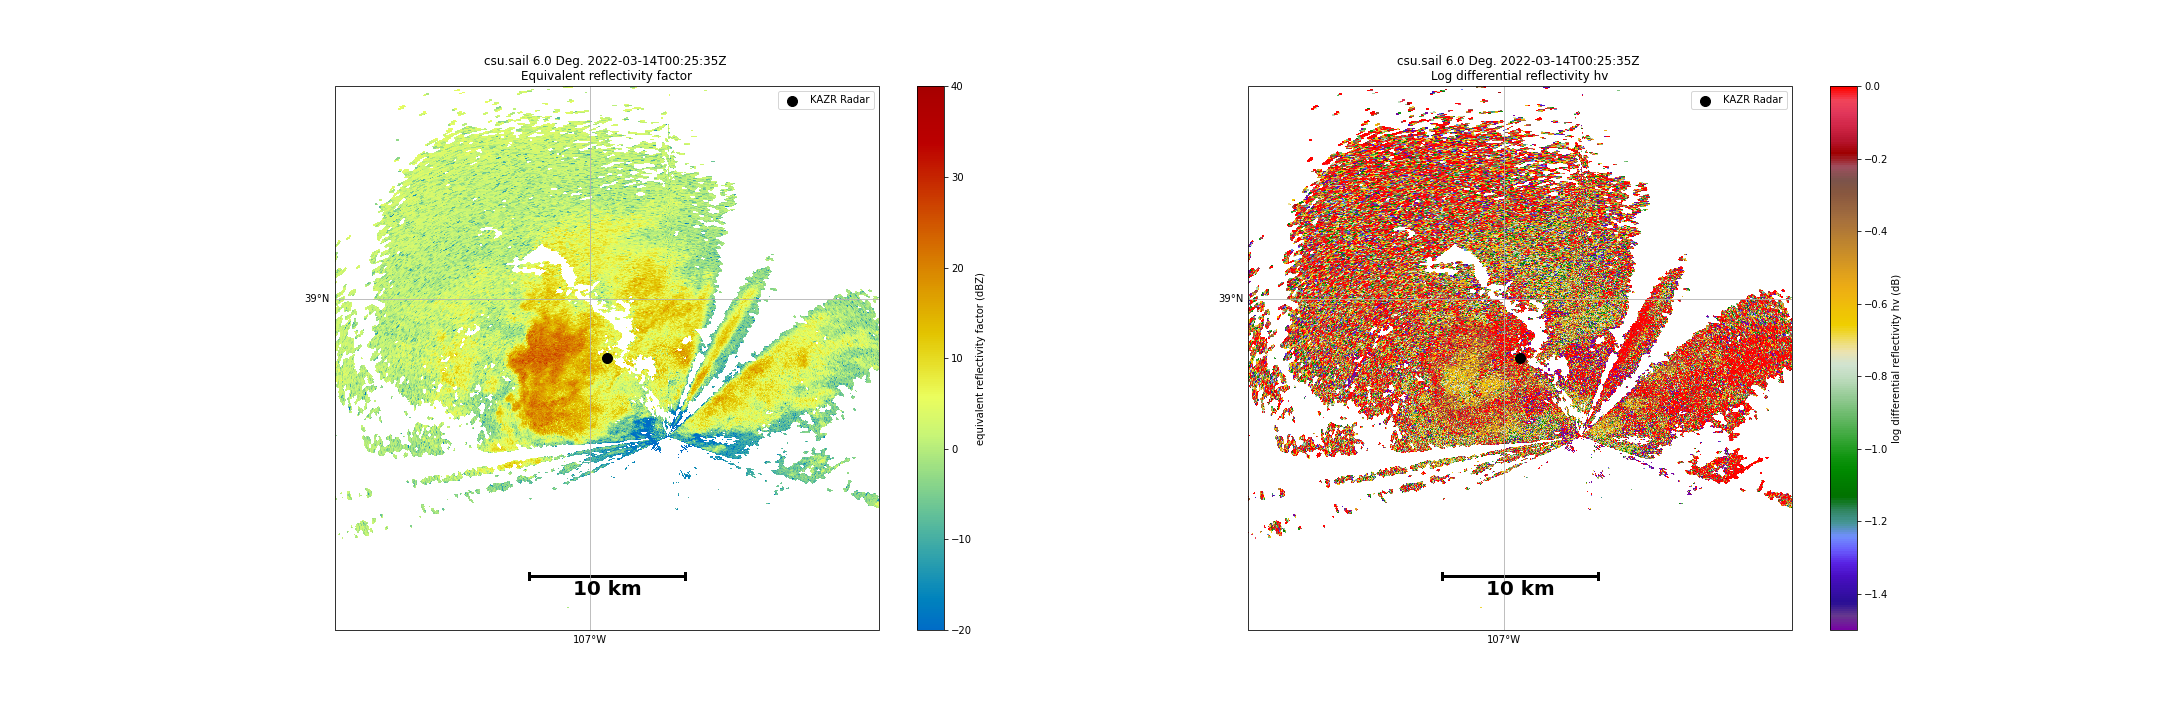 csu.sail 6.0 Deg. 2022-03-14T00:25:35Z
Equivalent reflectivity factor
KAZR Radar
39°N
107°W
10 km
40
30
20
10
0
−10
−20
equivalent reflectivity factor (dBZ)
csu.sail 6.0 Deg. 2022-03-14T00:25:35Z
Log differential reflectivity hv
KAZR Radar
39°N
107°W
10 km
0.0
−0.2
−0.4
−0.6
−0.8
−1.0
−1.2
−1.4
log differential reflectivity hv (dB)